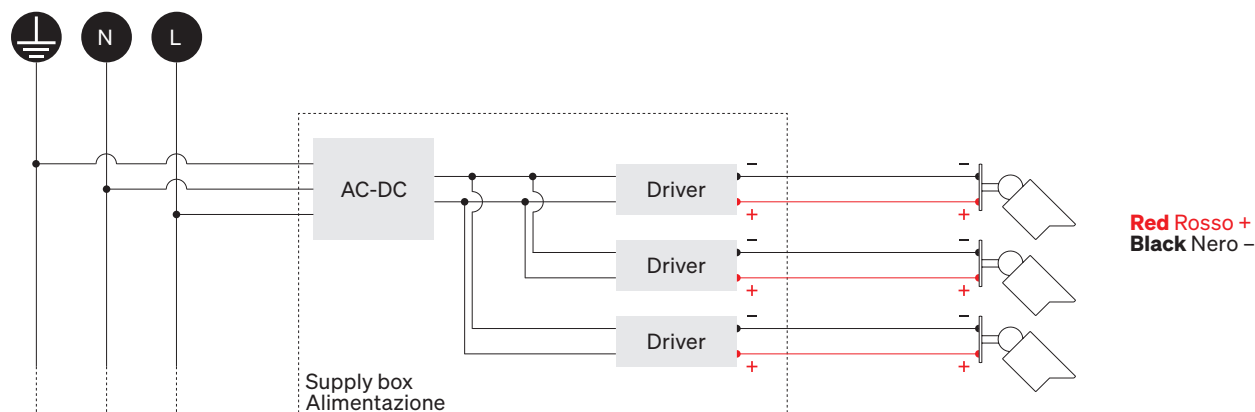 N
L
AC-DC
Driver
− −
+ +
Driver
− −
+ +
Driver
− −
+ +
Supply box
Alimentazione
Red Rosso +
Black Nero –